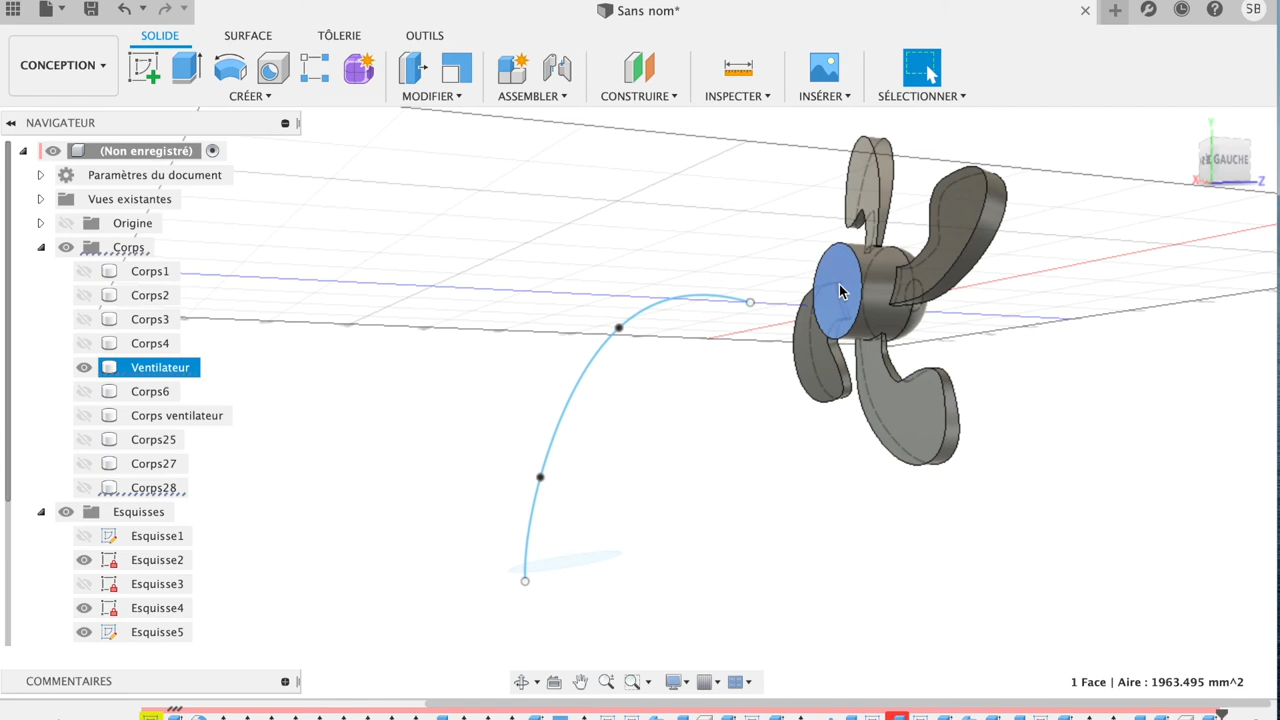 Sans nom*
SB
SOLIDE SURFACE TÔLERIE OUTILS
CONCEPTION
CRÉER MODIFIER ASSEMBLER CONSTRUIRE INSPECTER INSÉRER SÉLECTIONNER
NAVIGATEUR
(Non enregistré)
Paramètres du document
Vues existantes
Origine
Corps
Corps1
Corps2
Corps3
Corps4
Ventilateur
Corps6
Corps ventilateur
Corps25
Corps27
Corps28
Esquisses
Esquisse1
Esquisse2
Esquisse3
Esquisse4
Esquisse5
Y
GAUCHE
X Z
COMMENTAIRES
1 Face | Aire : 1963.495 mm^2